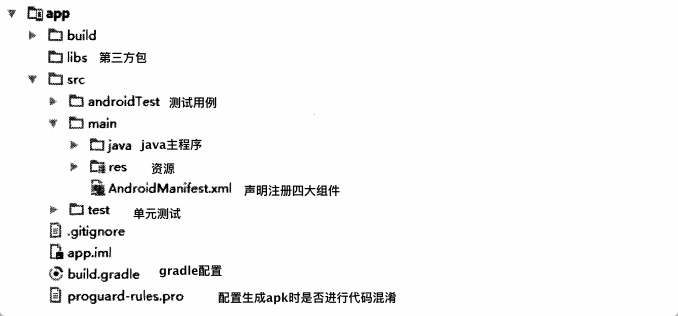 app
build
libs 第三方包
src
androidTest 测试用例
main
java java主程序
res 资源
AndroidManifest.xml 声明注册四大组件
test 单元测试
.gitignore
app.iml
build.gradle gradle配置
proguard-rules.pro 配置生成apk时是否进行代码混淆